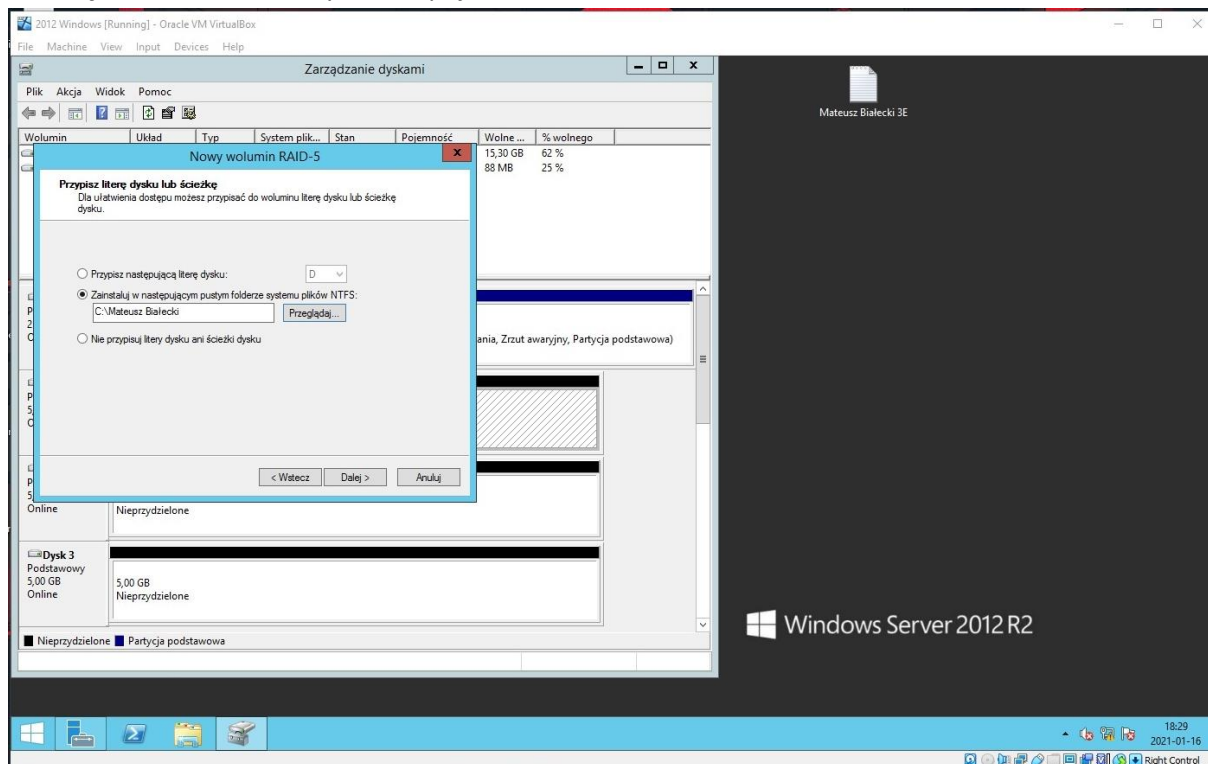 2012 Windows [Running] - Oracle VM VirtualBox
File Machine View Input Devices Help
Zarządzanie dyskami
Plik Akcja Widok Pomoc
Wolumin Układ Typ System plik... Stan Pojemność Wolne ... % wolnego
15,30 GB 62 %
88 MB 25 %
Nowy wolumin RAID-5
Przypisz literę dysku lub ścieżkę
Dla ułatwienia dostępu możesz przypisać do woluminu literę dysku lub ścieżkę
dysku.
Przypisz następującą literę dysku: D
Zainstaluj w następującym pustym folderze systemu plików NTFS:
C:\Mateusz Białecki Przeglądaj...
Nie przypisuj litery dysku ani ścieżki dysku
ania, Zrzut awaryjny, Partycja podstawowa)
< Wstecz Dalej > Anuluj
Online Nieprzydzielone
Dysk 3
Podstawowy
5,00 GB 5,00 GB
Online Nieprzydzielone
Nieprzydzielone Partycja podstawowa
Mateusz Białecki 3E
Windows Server 2012 R2
18:29
2021-01-16
Right Control